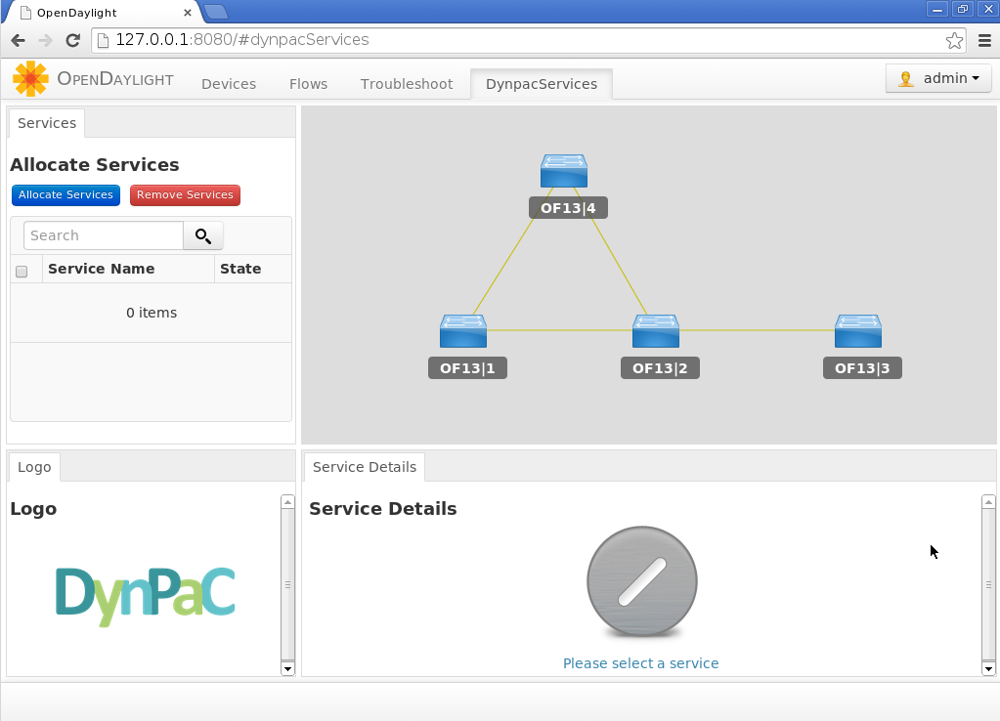 OpenDaylight
127.0.0.1:8080/#dynpacServices
OPENDAYLIGHT Devices Flows Troubleshoot DynpacServices admin
Services
Allocate Services
Allocate Services Remove Services
Search
Service Name State
0 items
OF13|4
OF13|1 OF13|2 OF13|3
Logo
Logo
DynPaC
Service Details
Service Details
Please select a service